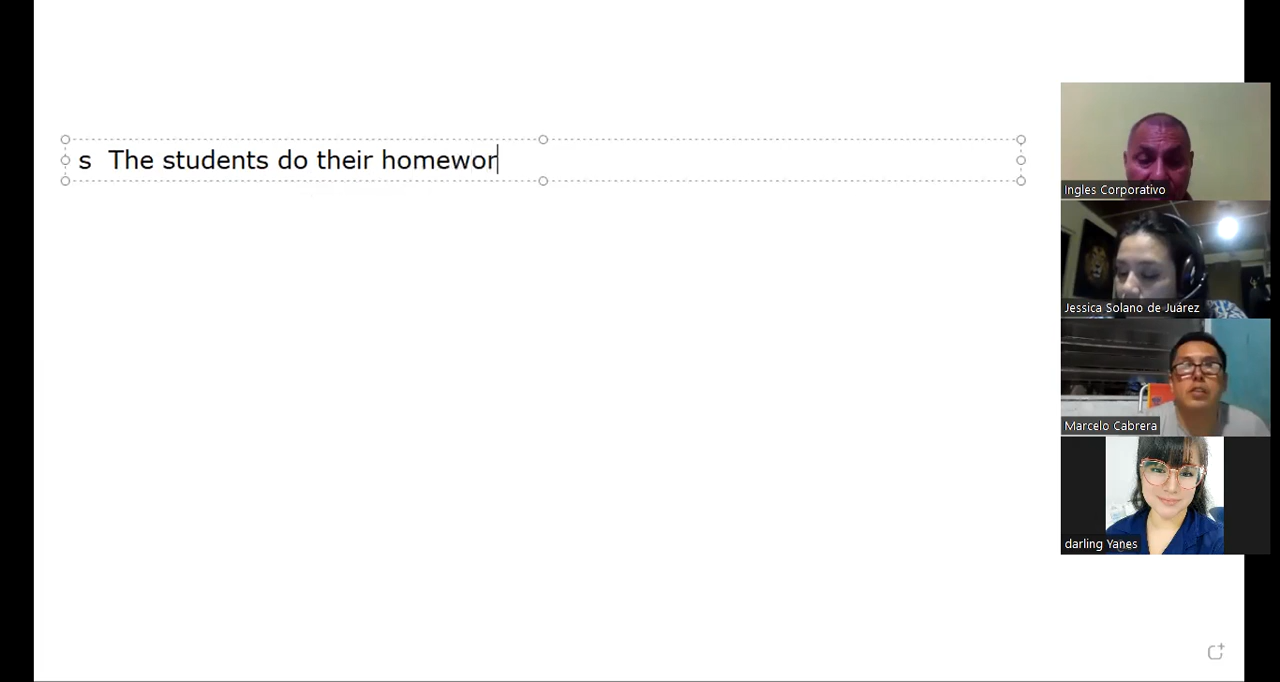 s  The students do their homewor
Ingles Corporativo
Jessica Solano de Juárez
Marcelo Cabrera
darling Yanes